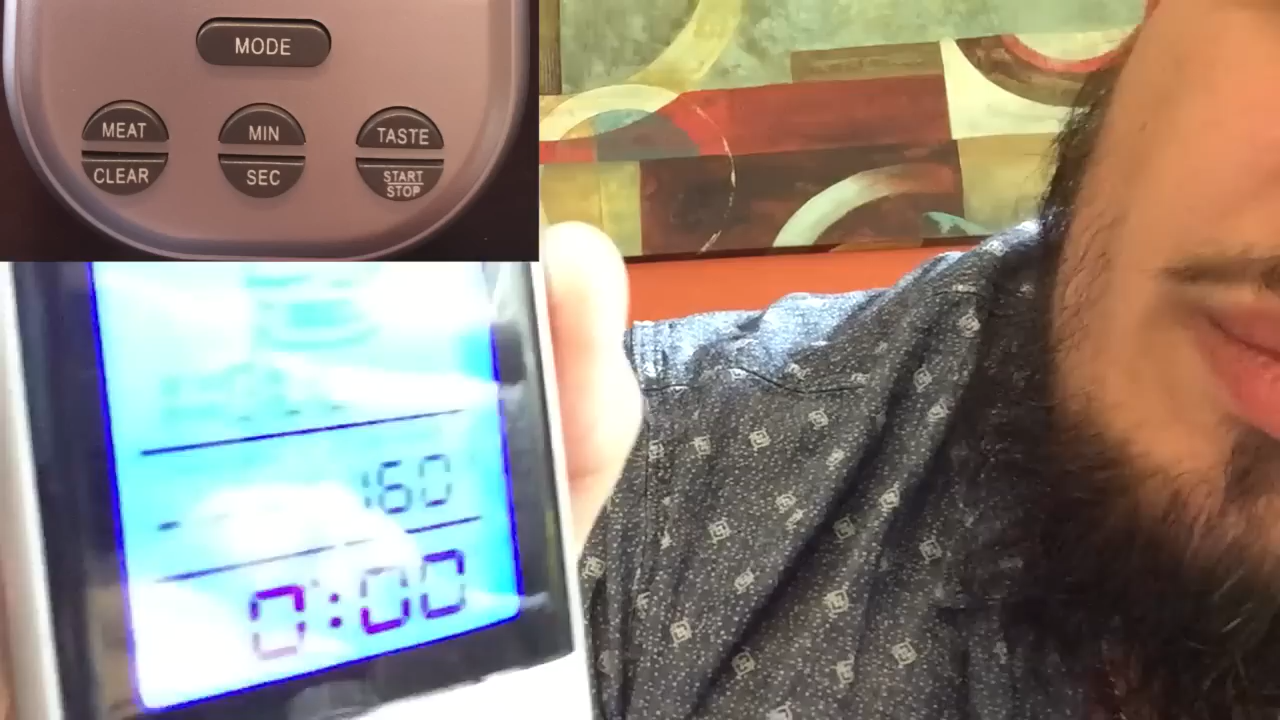 MODE
MEAT MIN TASTE
CLEAR SEC START
STOP
160
0:00